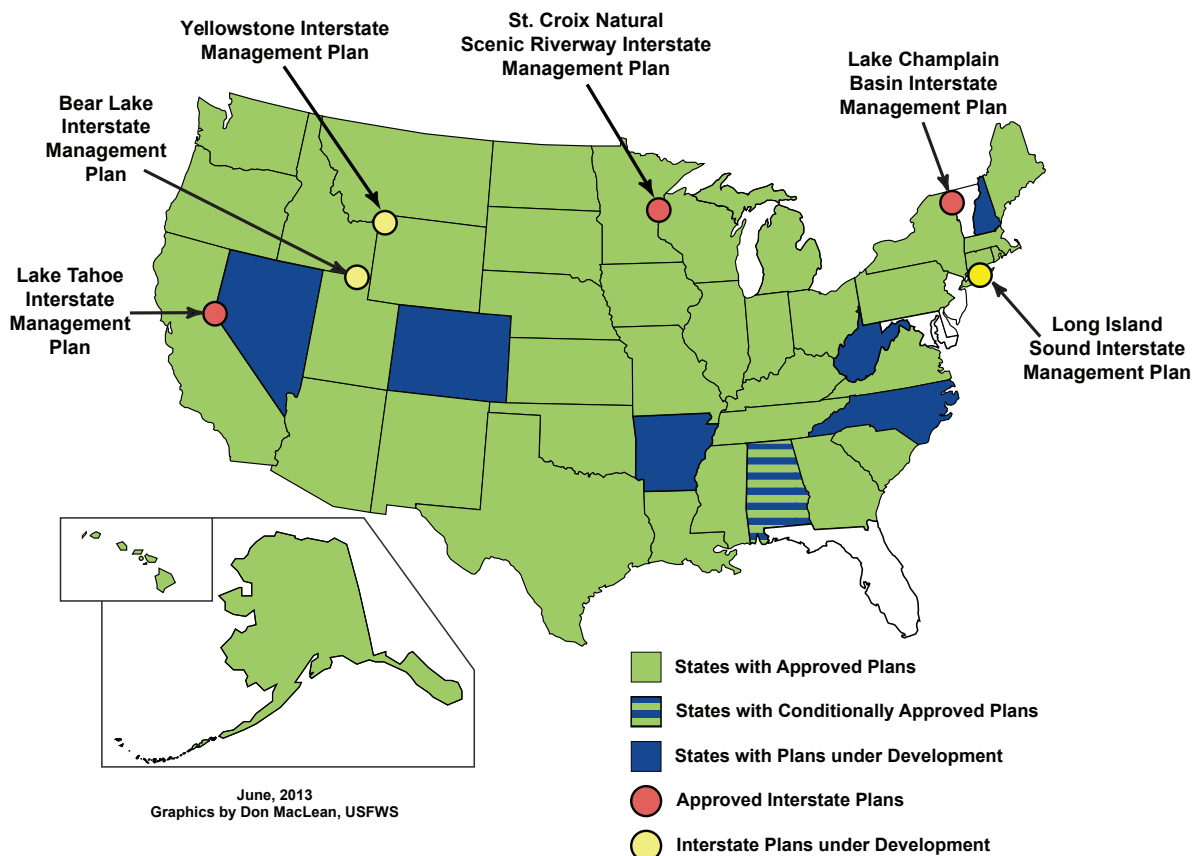 Yellowstone Interstate
Management Plan
St. Croix Natural
Scenic Riverway Interstate
Management Plan
Lake Champlain
Basin Interstate
Management Plan
Bear Lake
Interstate
Management
Plan
Lake Tahoe
Interstate
Management
Plan
Long Island
Sound Interstate
Management Plan
States with Approved Plans
States with Conditionally Approved Plans
States with Plans under Development
Approved Interstate Plans
Interstate Plans under Development
June, 2013
Graphics by Don MacLean, USFWS